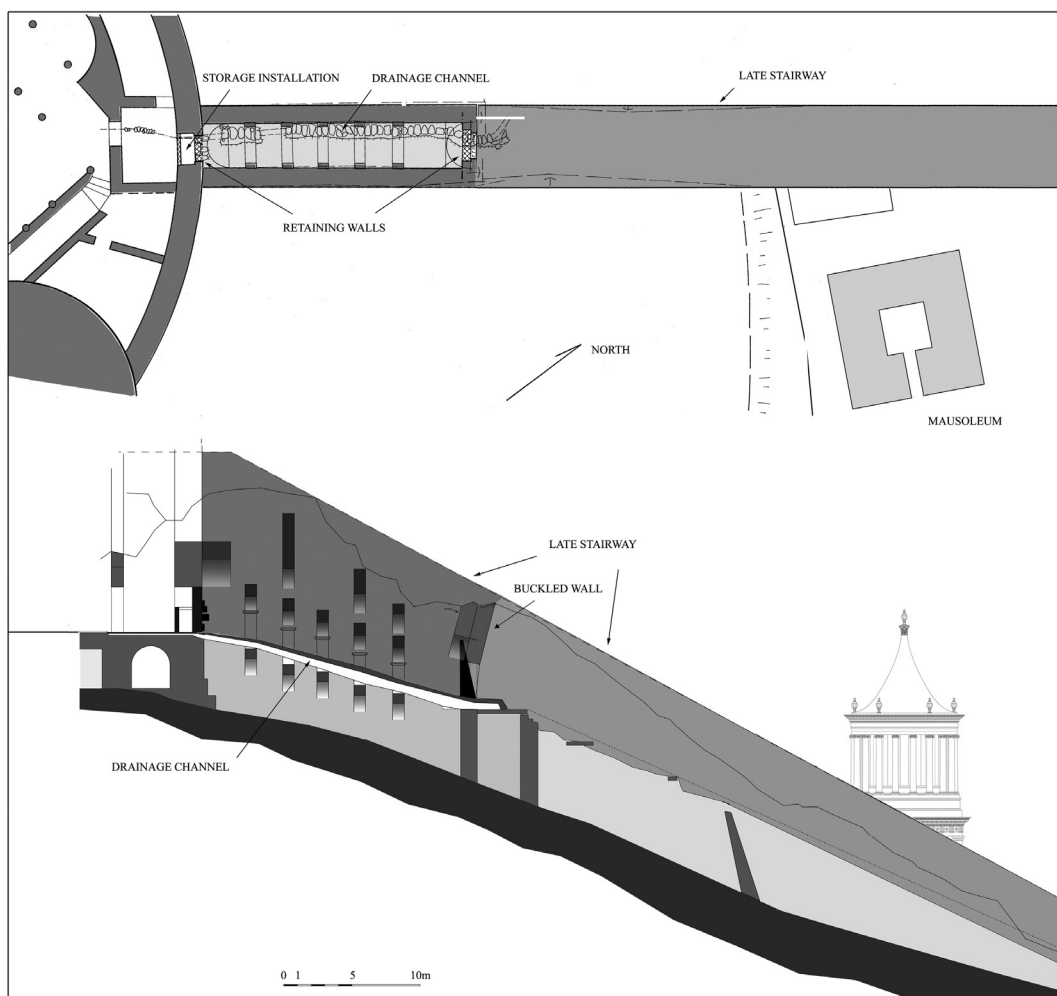 STORAGE INSTALLATION
DRAINAGE CHANNEL
LATE STAIRWAY
RETAINING WALLS
NORTH
MAUSOLEUM
LATE STAIRWAY
BUCKLED WALL
DRAINAGE CHANNEL
0 1 5 10m